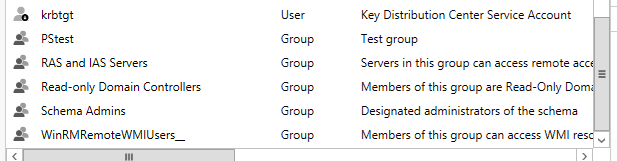 krbtgt User Key Distribution Center Service Account
PStest Group Test group
RAS and IAS Servers Group Servers in this group can access remote acce
Read-only Domain Controllers Group Members of this group are Read-Only Doma
Schema Admins Group Designated administrators of the schema
WinRMRemoteWMIUsers__ Group Members of this group can access WMI reso